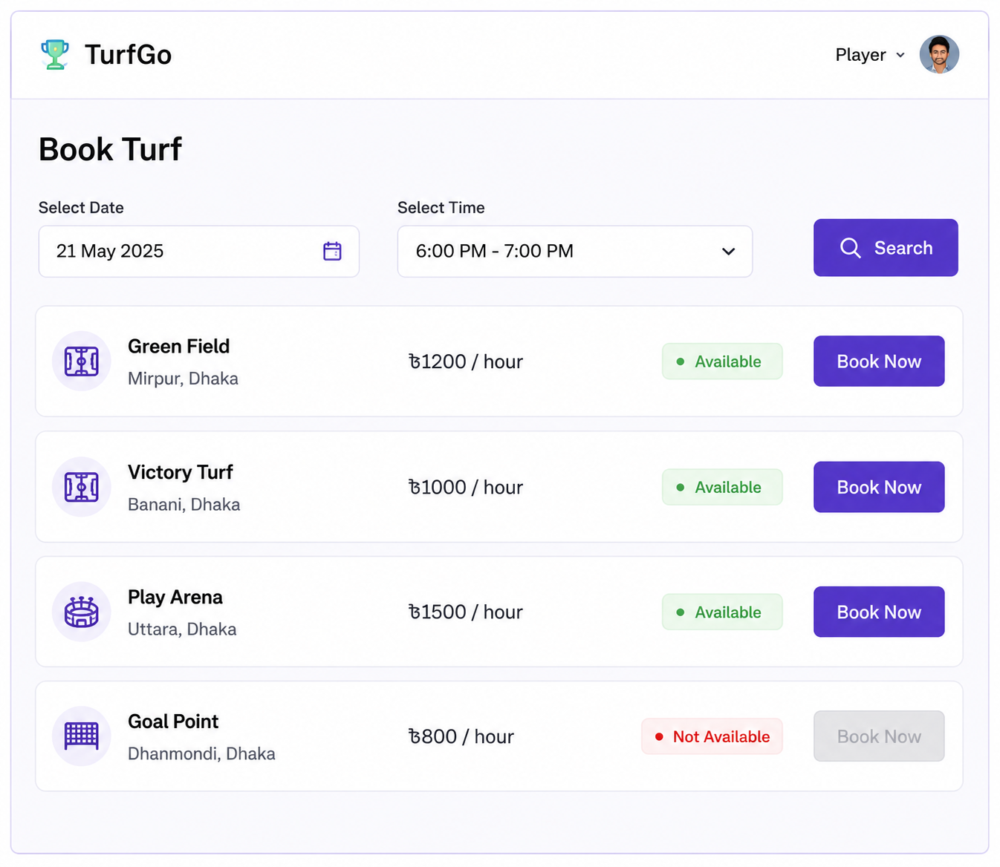 TurfGo
Player
Book Turf
Select Date
Select Time
21 May 2025
6:00 PM - 7:00 PM
Search
Green Field
Mirpur, Dhaka
৳1200 / hour
Available
Book Now
Victory Turf
Banani, Dhaka
৳1000 / hour
Available
Book Now
Play Arena
Uttara, Dhaka
৳1500 / hour
Available
Book Now
Goal Point
Dhanmondi, Dhaka
৳800 / hour
Not Available
Book Now